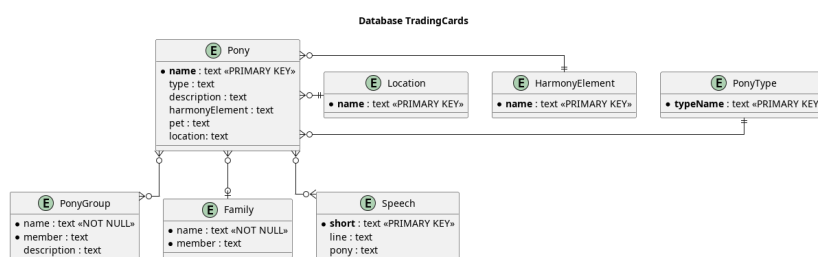 Database TradingCards
E Pony
* name : text «PRIMARY KEY»
type : text
description : text
harmonyElement : text
pet : text
location: text
E Location
* name : text «PRIMARY KEY»
E HarmonyElement
* name : text «PRIMARY KEY»
E PonyType
* typeName : text «PRIMARY KEY
E PonyGroup
* name : text «NOT NULL»
* member : text
description : text
E Family
* name : text «NOT NULL»
* member : text
E Speech
* short : text «PRIMARY KEY»
line : text
pony : text